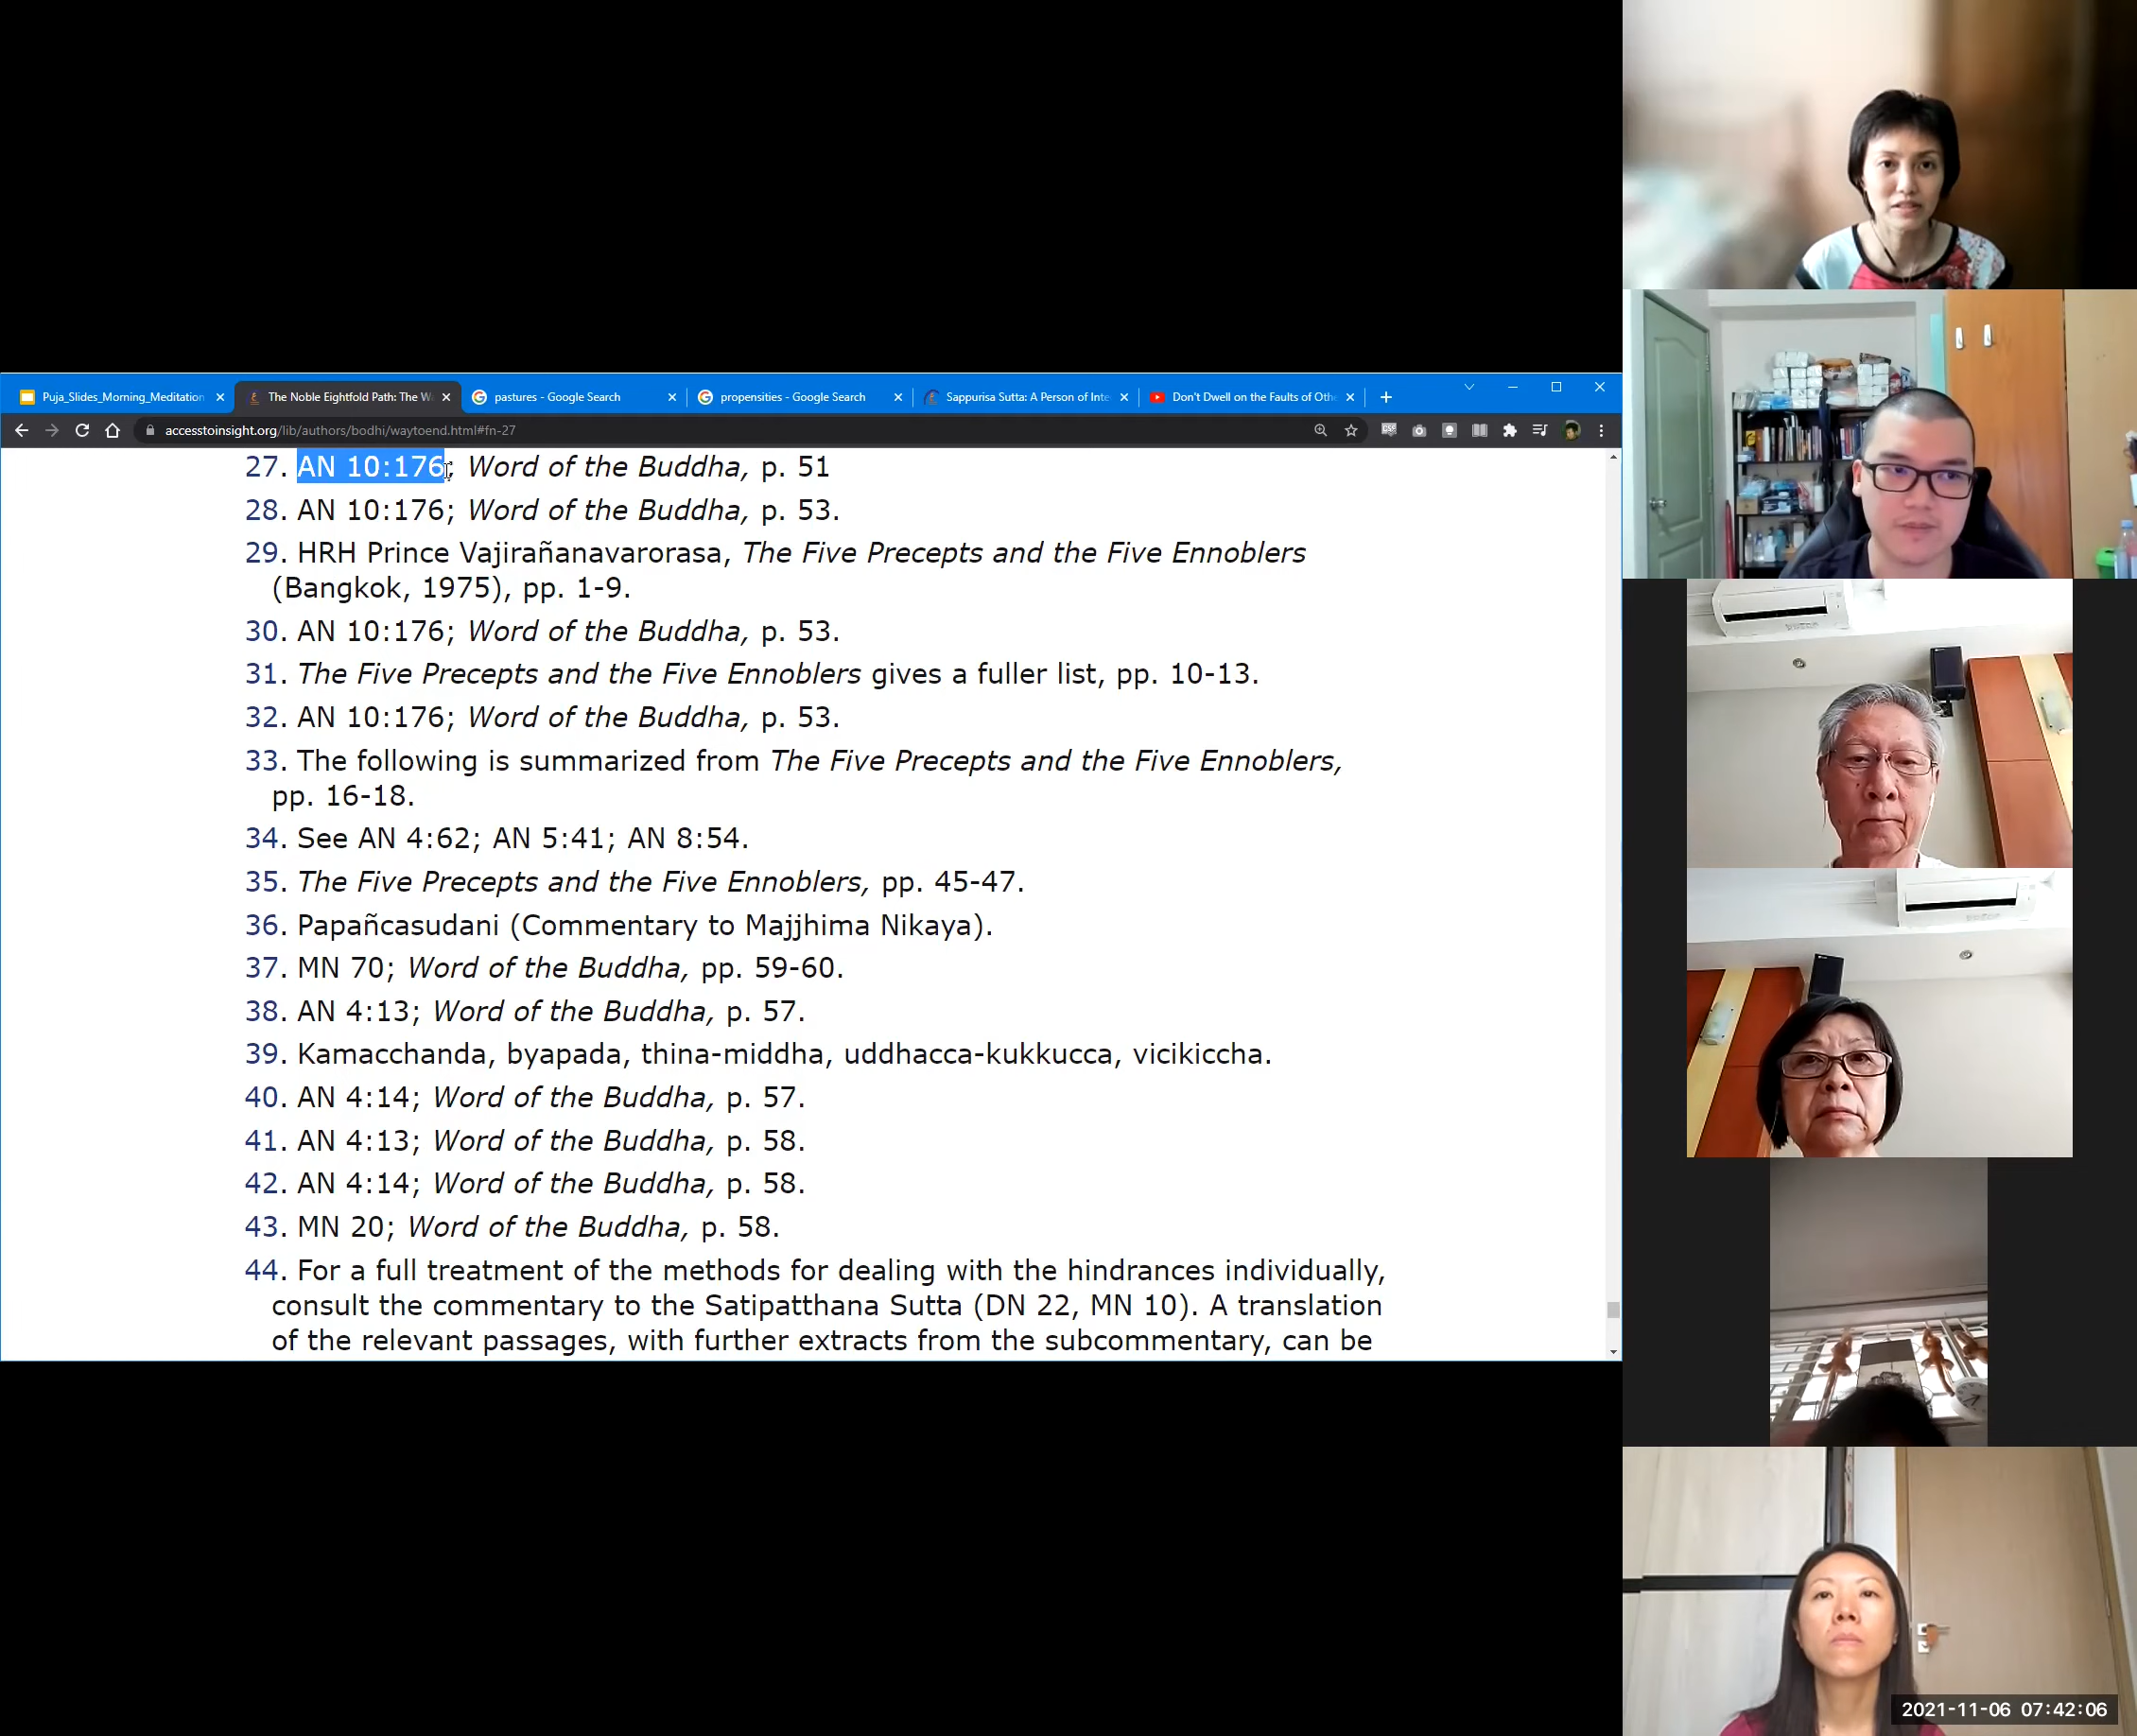 Puja_Slides_Morning_Meditation
The Noble Eightfold Path: The W
pastures - Google Search
propensities - Google Search
Sappurisa Sutta: A Person of Inte
Don't Dwell on the Faults of Othe
accesstoinsight.org/lib/authors/bodhi/waytoend.html#fn-27
27. AN 10:176; Word of the Buddha, p. 51
28. AN 10:176; Word of the Buddha, p. 53.
29. HRH Prince Vajirañanavarorasa, The Five Precepts and the Five Ennoblers
(Bangkok, 1975), pp. 1-9.
30. AN 10:176; Word of the Buddha, p. 53.
31. The Five Precepts and the Five Ennoblers gives a fuller list, pp. 10-13.
32. AN 10:176; Word of the Buddha, p. 53.
33. The following is summarized from The Five Precepts and the Five Ennoblers,
pp. 16-18.
34. See AN 4:62; AN 5:41; AN 8:54.
35. The Five Precepts and the Five Ennoblers, pp. 45-47.
36. Papañcasudani (Commentary to Majjhima Nikaya).
37. MN 70; Word of the Buddha, pp. 59-60.
38. AN 4:13; Word of the Buddha, p. 57.
39. Kamacchanda, byapada, thina-middha, uddhacca-kukkucca, vicikiccha.
40. AN 4:14; Word of the Buddha, p. 57.
41. AN 4:13; Word of the Buddha, p. 58.
42. AN 4:14; Word of the Buddha, p. 58.
43. MN 20; Word of the Buddha, p. 58.
44. For a full treatment of the methods for dealing with the hindrances individually,
consult the commentary to the Satipatthana Sutta (DN 22, MN 10). A translation
of the relevant passages, with further extracts from the subcommentary, can be
2021-11-06 07:42:06